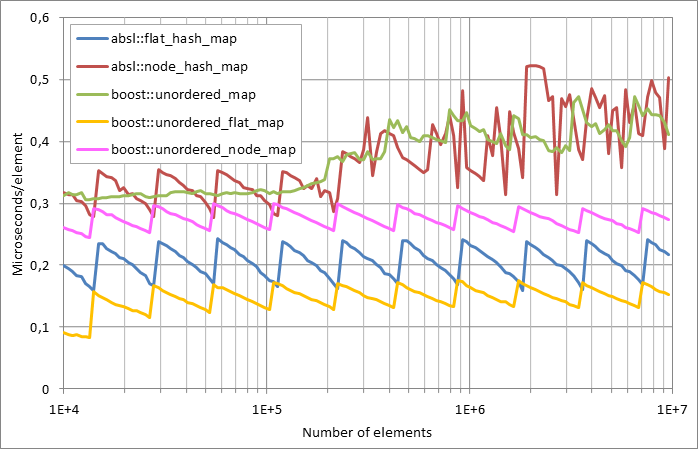 0,6
0,5
0,4
0,3
0,2
0,1
0
Microseconds/element
absl::flat_hash_map
absl::node_hash_map
boost::unordered_map
boost::unordered_flat_map
boost::unordered_node_map
1E+4 1E+5 1E+6 1E+7
Number of elements